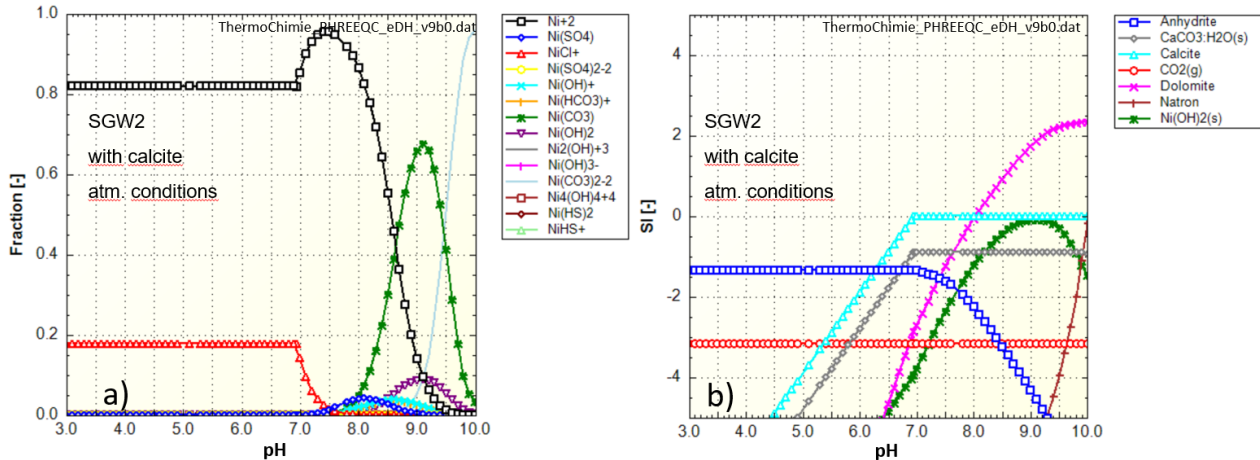 ThermoChimie_PHREEQC_eDH_v9b0.dat
1.0
0.8
0.6
0.4
0.2
0.0
Fraction [-]
SGW2
with calcite
atm. conditions
a)
3.0 4.0 5.0 6.0 7.0 8.0 9.0 10.0
pH
Ni+2
Ni(SO4)
NiCl+
Ni(SO4)2-2
Ni(OH)+
Ni(HCO3)+
Ni(CO3)
Ni(OH)2
Ni2(OH)+3
Ni(OH)3-
Ni(CO3)2-2
Ni4(OH)4+4
Ni(HS)2
NiHS+
ThermoChimie_PHREEQC_eDH_v9b0.dat
4
2
0
-2
-4
SI [-]
SGW2
with calcite
atm. conditions
b)
3.0 4.0 5.0 6.0 7.0 8.0 9.0 10.0
pH
Anhydrite
CaCO3:H2O(s)
Calcite
CO2(g)
Dolomite
Natron
Ni(OH)2(s)